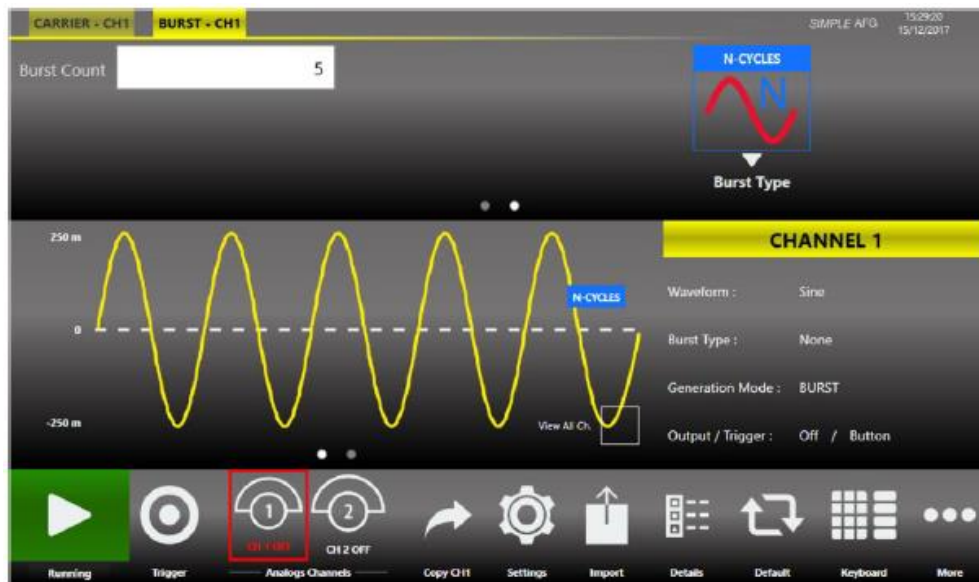 CARRIER - CH1
BURST - CH1
SIMPLE AFG
15:29:20
15/12/2017
Burst Count
5
N-CYCLES
N
Burst Type
250 m
0
-250 m
N-CYCLES
View All Ch.
CHANNEL 1
Waveform : Sine
Burst Type : None
Generation Mode : BURST
Output / Trigger : Off / Button
1
2
CH 1 OFF
CH 2 OFF
Running
Trigger
Analogs Channels
Copy CH1
Settings
Import
Details
Default
Keyboard
More